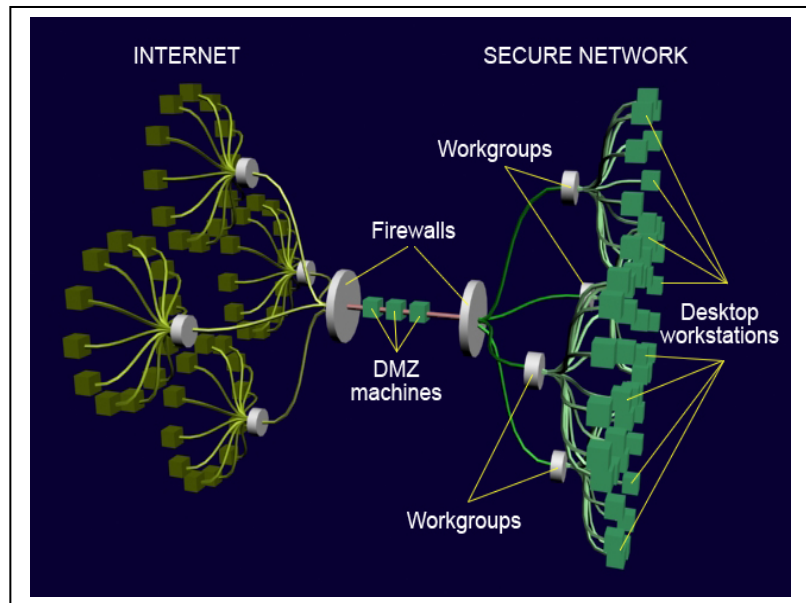 INTERNET
SECURE NETWORK
Workgroups
Firewalls
Desktop
workstations
DMZ
machines
Workgroups